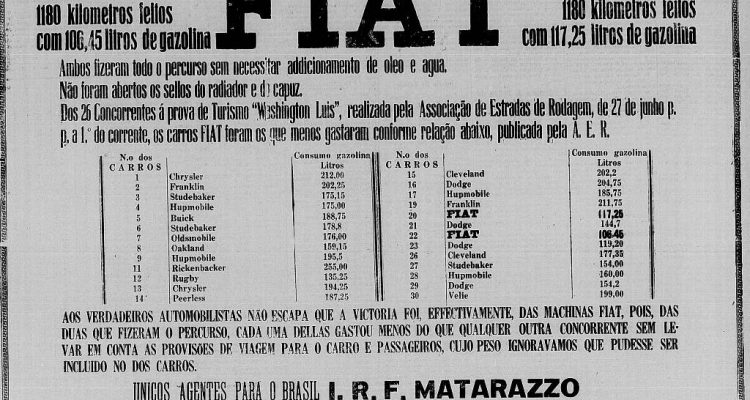 1180 kilometros feitos
com 106,45 litros de gazolina
FIAT
1180 kilometros feitos
com 117,25 litros de gazolina
Ambos fizeram todo o percurso sem necessitar addicionamento de oleo e agua.
Não foram abertos os sellos do radiador e do capuz.
Dos 25 Concorrentes á prova de Turismo "Washington Luis", realizada pela Associação de Estradas de Rodagem, de 27 de junho p.
p. a 1.º do corrente, os carros FIAT foram os que menos gastaram conforme relação abaixo, publicada pela A. E. R.
N.o dos CARROS Consumo gazolina Litros
1 Chrysler 212,00
2 Franklin 202,25
3 Studebaker 175,15
4 Hupmobile 175,00
5 Buick 188,75
6 Studebaker 178,8
7 Oldsmobile 176,00
8 Oakland 159,15
9 Hupmobile 195,5
11 Rickenbacker 255,00
12 Rugby 135,25
13 Chrysler 194,25
14 Peerless 187,25
N.o dos CARROS Consumo gazolina Litros
15 Cleveland 202,2
16 Dodge 204,75
17 Hupmobile 185,75
19 Franklin 211,75
20 FIAT 117,25
21 Dodge 144,7
22 FIAT 106,45
23 Dodge 119,20
26 Cleveland 177,35
27 Studebaker 154,00
28 Hupmobile 160,00
29 Dodge 154,2
30 Velie 199,00
AOS VERDADEIROS AUTOMOBILISTAS NÃO ESCAPA QUE A VICTORIA FOI, EFFECTIVAMENTE, DAS MACHINAS FIAT, POIS, DAS
DUAS QUE FIZERAM O PERCURSO, CADA UMA DELLAS GASTOU MENOS DO QUE QUALQUER OUTRA CONCORRENTE SEM LE-
VAR EM CONTA AS PROVISÕES DE VIAGEM PARA O CARRO E PASSAGEIROS, CUJO PESO IGNORAVAMOS QUE PUDESSE SER
INCLUIDO NO DOS CARROS.
UNICOS AGENTES PARA O BRASIL I. R. F. MATARAZZO